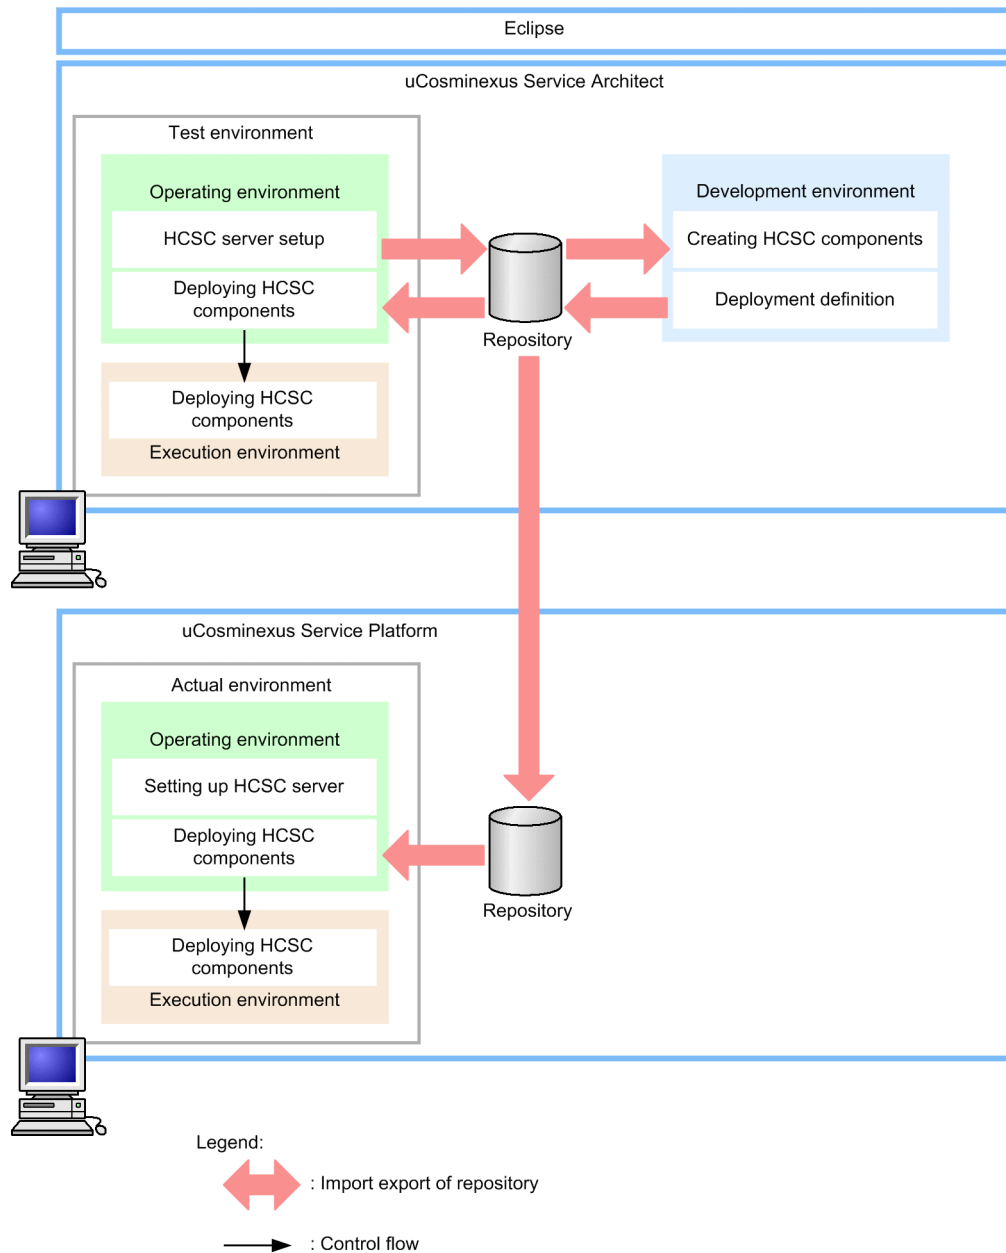 Eclipse
uCosminexus Service Architect
Test environment
Operating environment
HCSC server setup
Deploying HCSC
components
Deploying HCSC
components
Execution environment
Repository
Development environment
Creating HCSC components
Deployment definition
uCosminexus Service Platform
Actual environment
Operating environment
Setting up HCSC server
Deploying HCSC
components
Deploying HCSC
components
Execution environment
Repository
Legend:
: Import export of repository
: Control flow